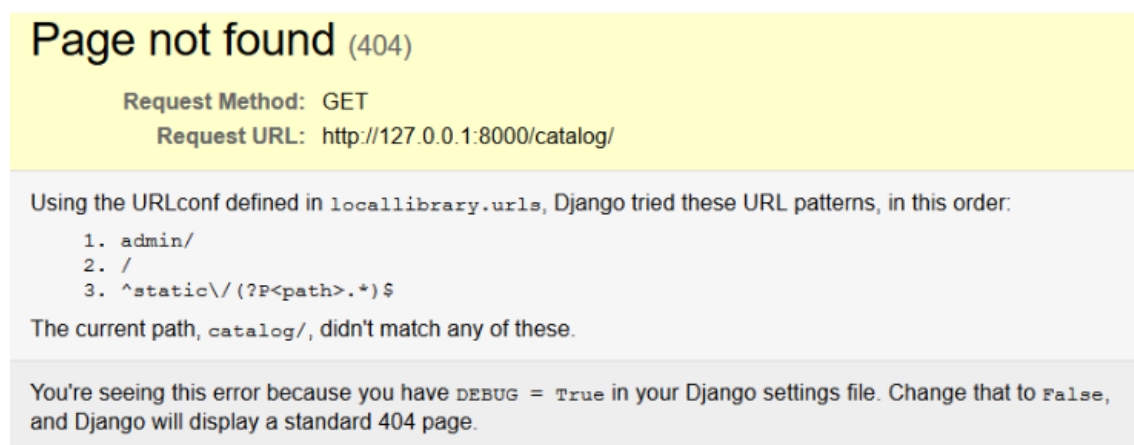 Page not found (404)
Request Method: GET
Request URL: http://127.0.0.1:8000/catalog/
Using the URLconf defined in locallibrary.urls, Django tried these URL patterns, in this order:
1. admin/
2. /
3. ^static\/(?P<path>.*)$
The current path, catalog/, didn't match any of these.
You're seeing this error because you have DEBUG = True in your Django settings file. Change that to False,
and Django will display a standard 404 page.